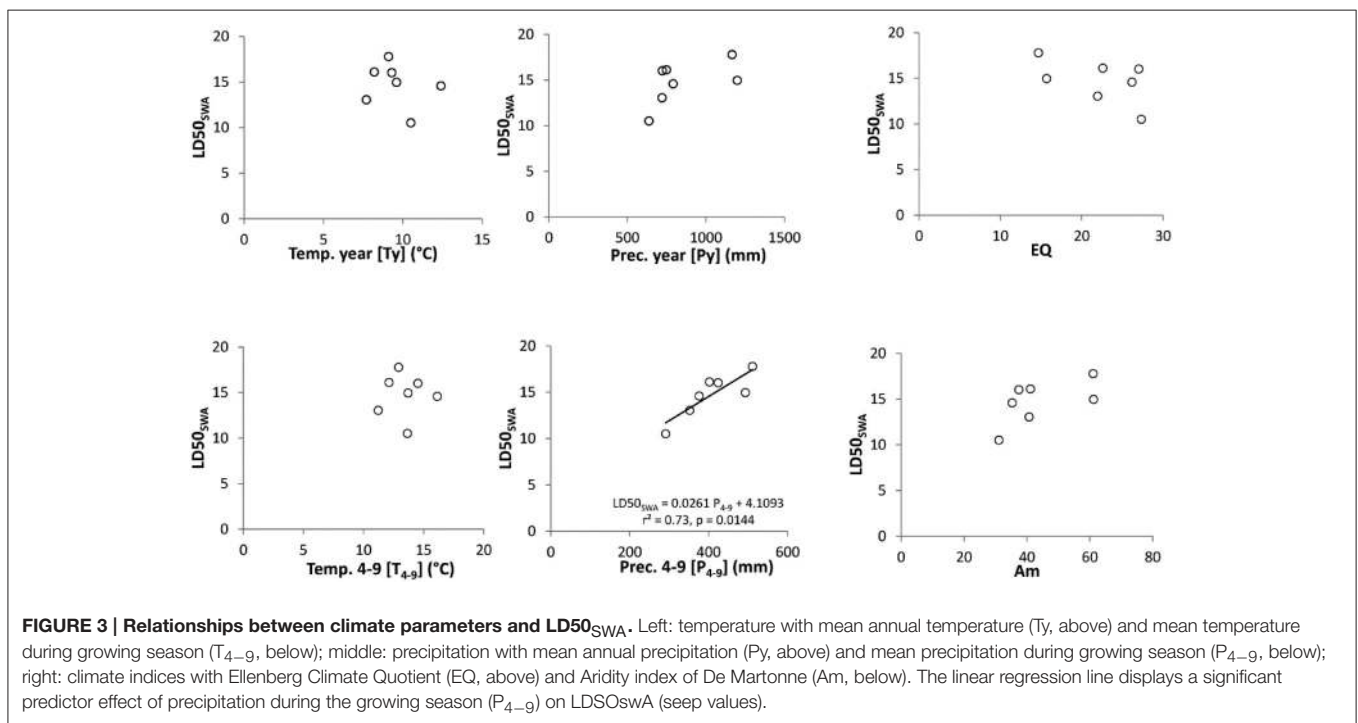 20
15
10
5
0
LD50SWA
0 5 10 15
Temp. year [Ty] (°C)
20
15
10
5
0
LD50SWA
0 500 1000 1500
Prec. year [Py] (mm)
20
15
10
5
0
LD50SWA
0 10 20 30
EQ
20
15
10
5
0
LD50SWA
0 5 10 15 20
Temp. 4-9 [T4-9] (°C)
20
15
10
5
0
LD50SWA
LD50SWA = 0.0261 P4-9 + 4.1093
r² = 0.73, p = 0.0144
0 200 400 600
Prec. 4-9 [P4-9] (mm)
20
15
10
5
0
LD50SWA
0 20 40 60 80
Am
FIGURE 3 | Relationships between climate parameters and LD50SWA. Left: temperature with mean annual temperature (Ty, above) and mean temperature
during growing season (T4–9, below); middle: precipitation with mean annual precipitation (Py, above) and mean precipitation during growing season (P4–9, below);
right: climate indices with Ellenberg Climate Quotient (EQ, above) and Aridity index of De Martonne (Am, below). The linear regression line displays a significant
predictor effect of precipitation during the growing season (P4–9) on LDSOswA (seep values).